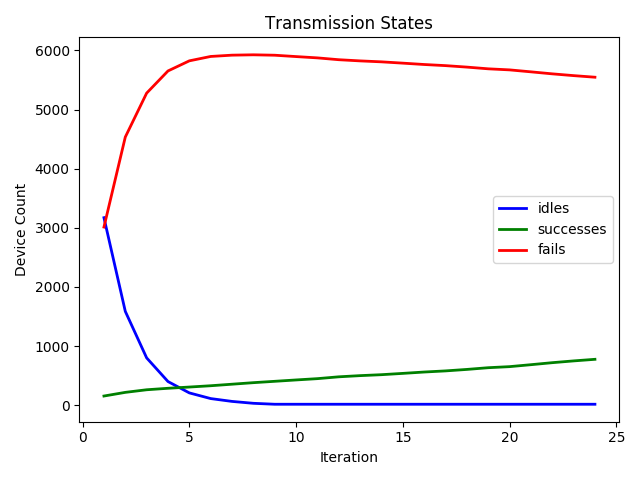 Transmission States
Device Count
6000
5000
4000
3000
2000
1000
0
idles
successes
fails
0 5 10 15 20 25
Iteration